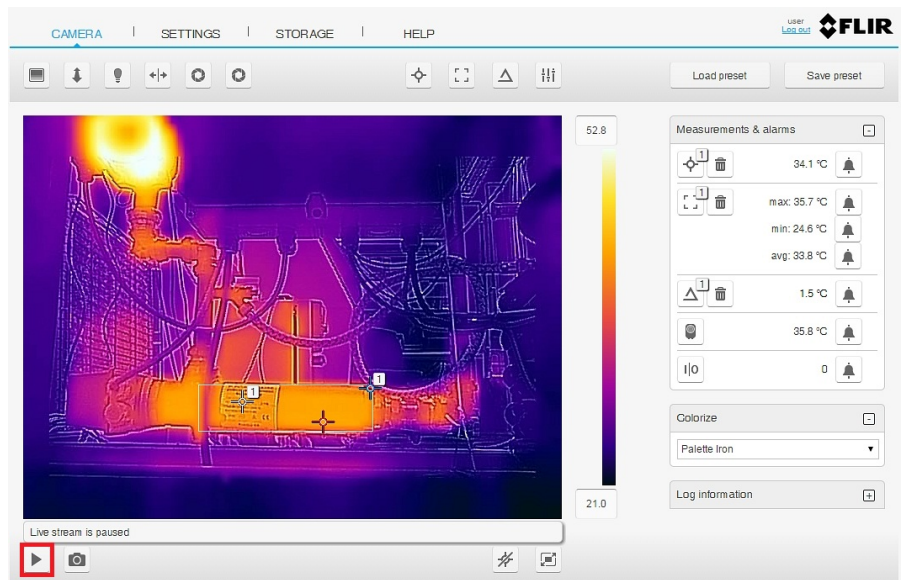 CAMERA SETTINGS STORAGE HELP
user
Log out
FLIR
Load preset Save preset
52.8
21.0
1
1
Live stream is paused
Measurements & alarms
1 34.1 °C
1 max: 35.7 °C
min: 24.6 °C
avg: 33.8 °C
1 1.5 °C
35.8 °C
I|O 0
Colorize
Palette Iron
Log information